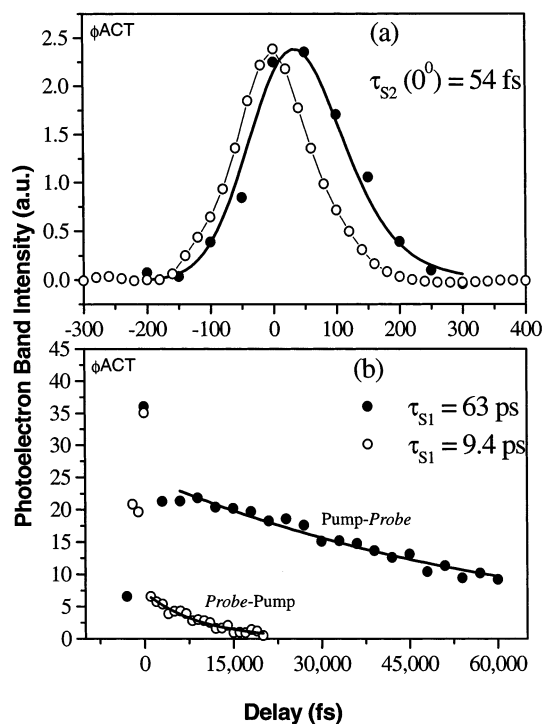 ϕACT
(a)
τS2 (0⁰) = 54 fs
2.5
2.0
1.5
1.0
0.5
0.0
-300 -200 -100 0 100 200 300 400
Photoelectron Band Intensity (a.u.)
ϕACT
(b)
τS1 = 63 ps
τS1 = 9.4 ps
Pump-Probe
Probe-Pump
45
40
35
30
25
20
15
10
5
0
0 15,000 30,000 45,000 60,000
Delay (fs)